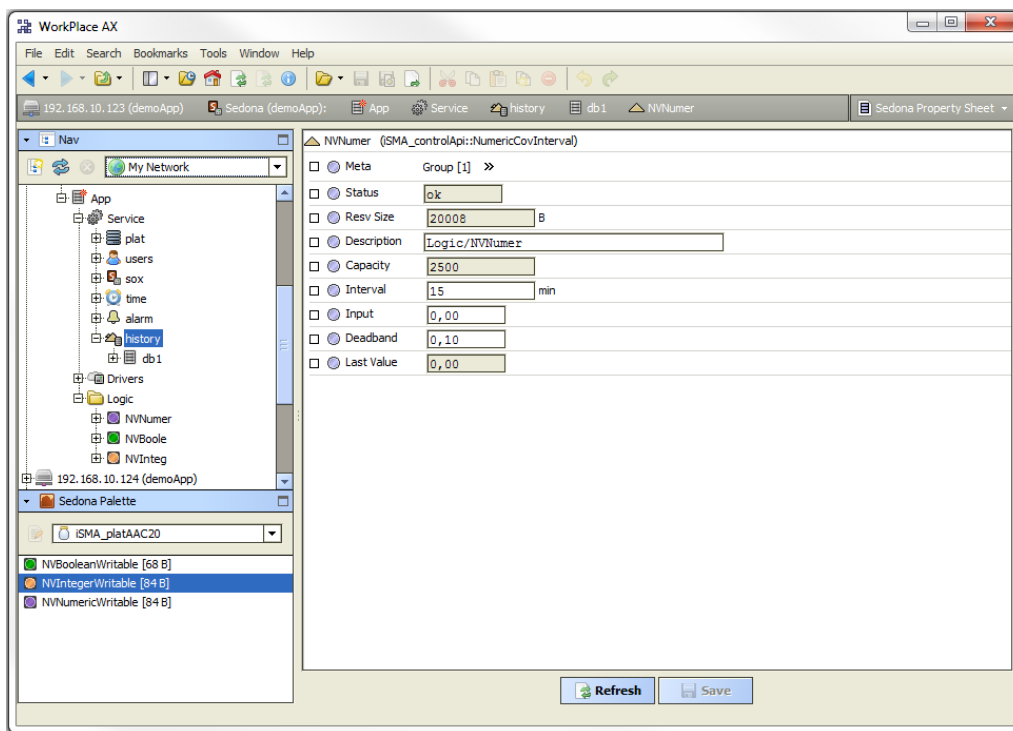 WorkPlace AX
File Edit Search Bookmarks Tools Window Help
192.168.10.123 (demoApp) Sedona (demoApp): App Service history db1 NVNumer Sedona Property Sheet
Nav
My Network
App
Service
plat
users
sox
time
alarm
history
db1
Drivers
Logic
NVNumer
NVBoole
NVInteg
192.168.10.124 (demoApp)
Sedona Palette
iSMA_platAAC20
NVBooleanWritable [68 B]
NVIntegerWritable [84 B]
NVNumericWritable [84 B]
NVNumer (iSMA_controlApi::NumericCovInterval)
Meta Group [1] »
Status ok
Resv Size 20008 B
Description Logic/NVNumer
Capacity 2500
Interval 15 min
Input 0,00
Deadband 0,10
Last Value 0,00
Refresh Save